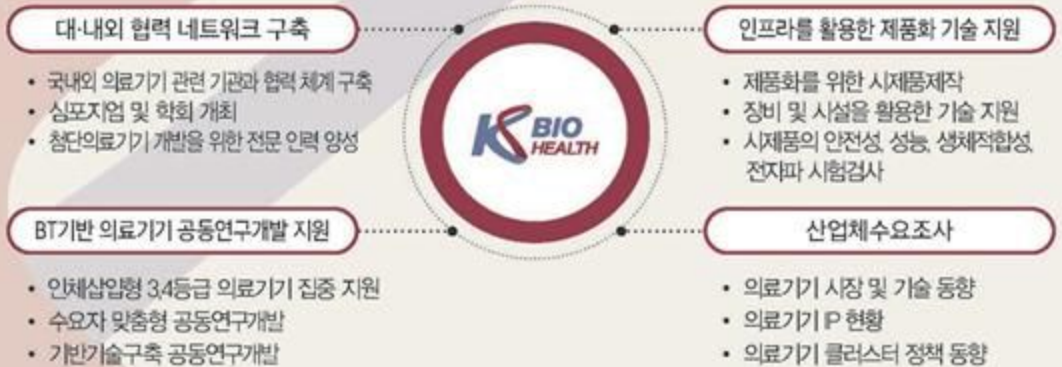 대·내외 협력 네트워크 구축
• 국내외 의료기기 관련 기관과 협력 체계 구축
• 심포지엄 및 학회 개최
• 첨단의료기기 개발을 위한 전문 인력 양성
인프라를 활용한 제품화 기술 지원
• 제품화를 위한 시제품제작
• 장비 및 시설을 활용한 기술 지원
• 시제품의 안전성, 성능, 생체적합성,
전자파 시험검사
K BIO
HEALTH
BT기반 의료기기 공동연구개발 지원
• 인체삽입형 3,4등급 의료기기 집중 지원
• 수요자 맞춤형 공동연구개발
• 기반기술구축 공동연구개발
산업체수요조사
• 의료기기 시장 및 기술 동향
• 의료기기 IP 현황
• 의료기기 클러스터 정책 동향